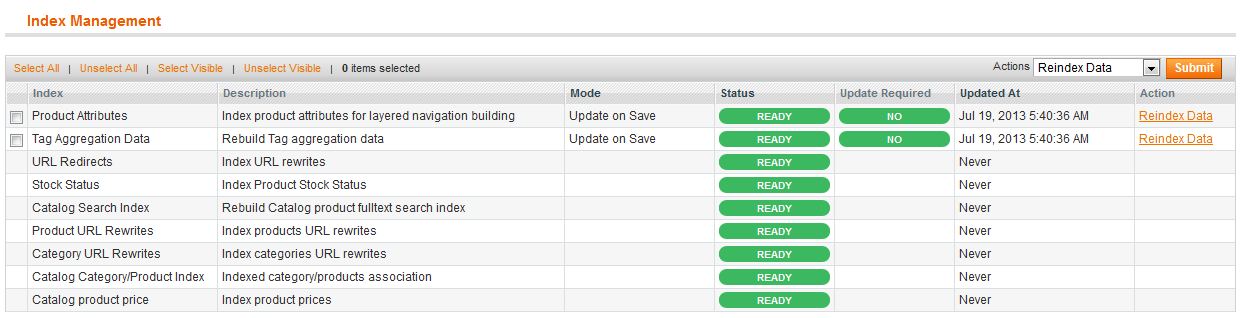 Index Management
Select All | Unselect All | Select Visible | Unselect Visible | 0 items selected Actions Reindex Data Submit
Index Description Mode Status Update Required Updated At Action
Product Attributes Index product attributes for layered navigation building Update on Save READY NO Jul 19, 2013 5:40:36 AM Reindex Data
Tag Aggregation Data Rebuild Tag aggregation data Update on Save READY NO Jul 19, 2013 5:40:36 AM Reindex Data
URL Redirects Index URL rewrites READY Never
Stock Status Index Product Stock Status READY Never
Catalog Search Index Rebuild Catalog product fulltext search index READY Never
Product URL Rewrites Index products URL rewrites READY Never
Category URL Rewrites Index categories URL rewrites READY Never
Catalog Category/Product Index Indexed category/products association READY Never
Catalog product price Index product prices READY Never